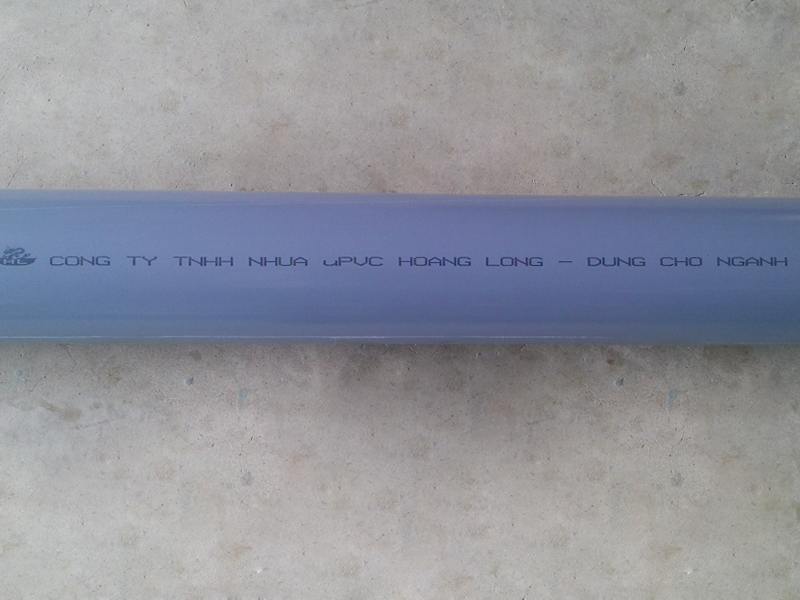 CONG TY TNHH NHUA uPVC HOANG LONG - DUNG CHO NGANH